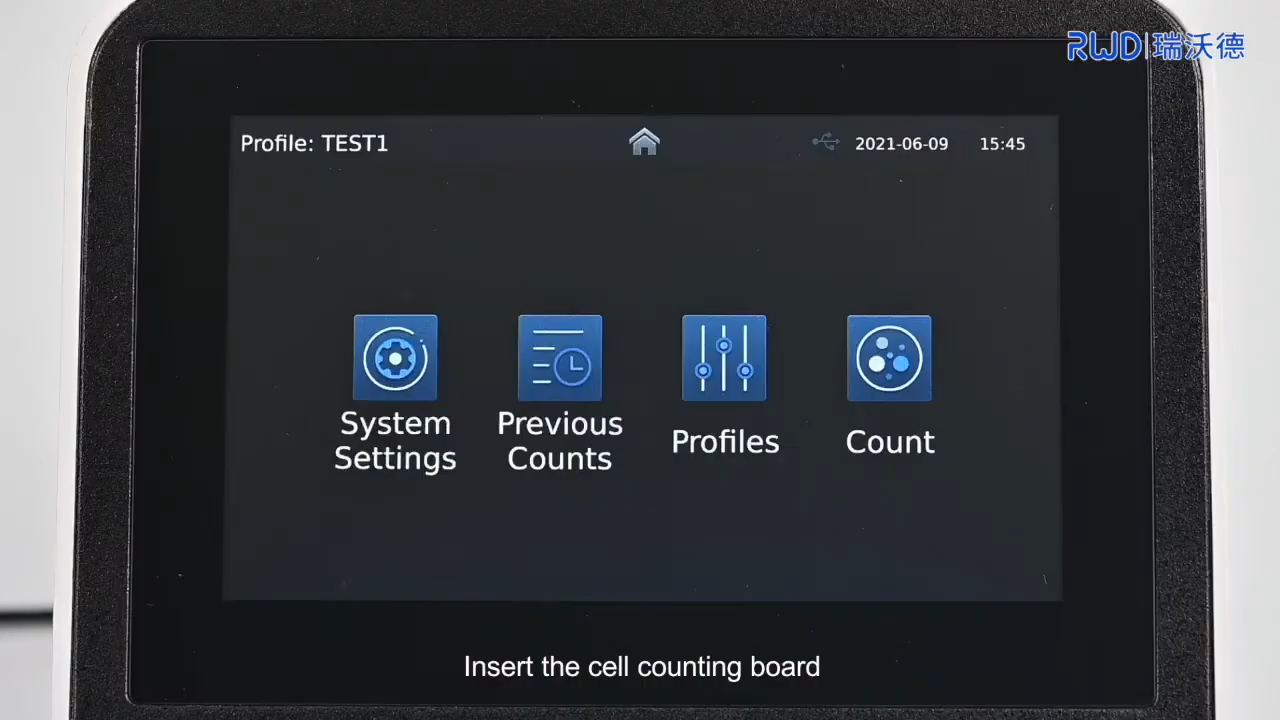 RWD 瑞沃德
Profile: TEST1
2021-06-09 15:45
System
Settings
Previous
Counts
Profiles
Count
Insert the cell counting board